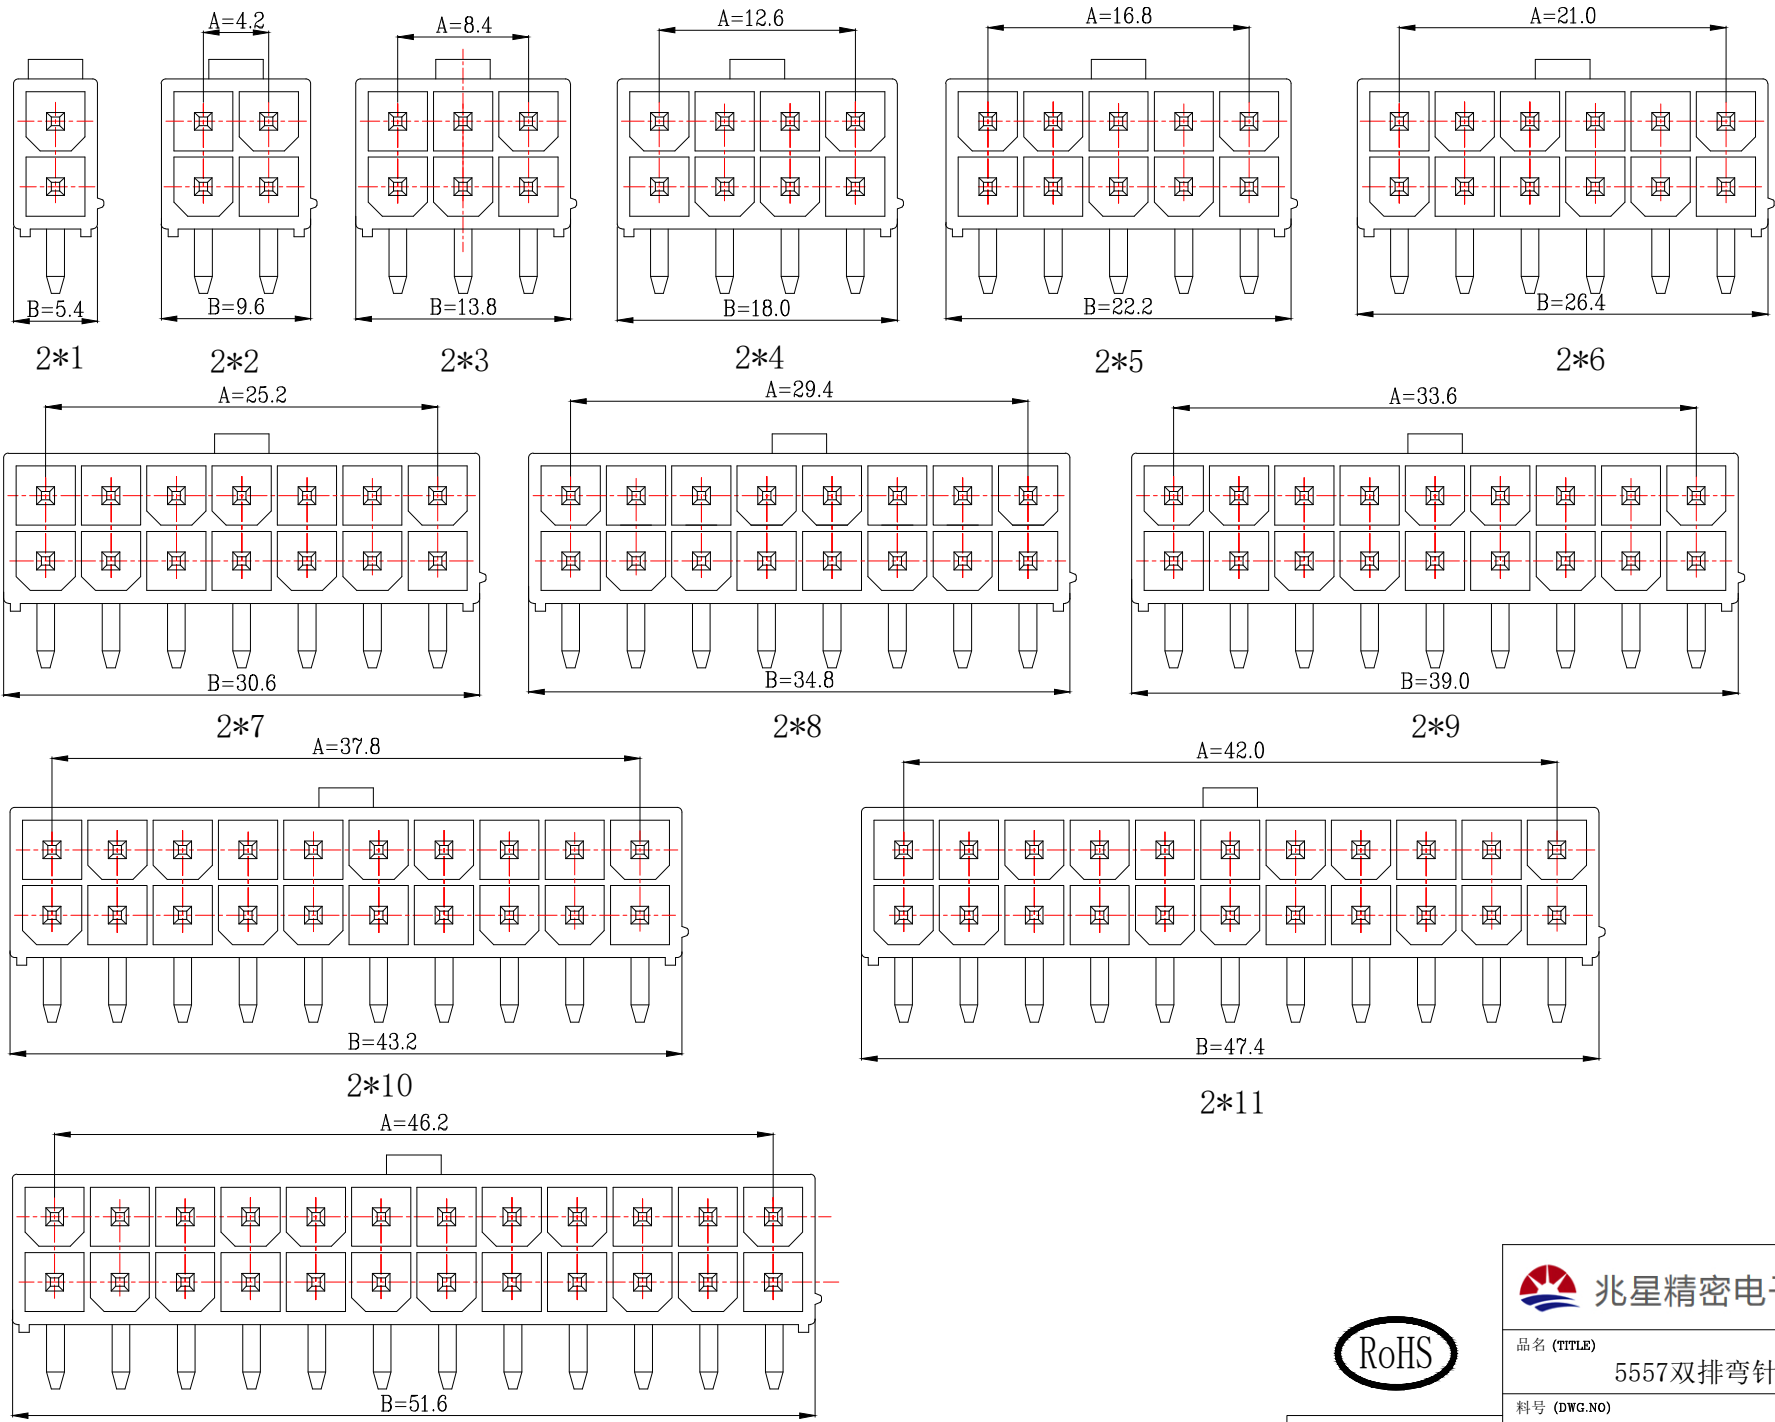 A=4.2
A=8.4
A=12.6
A=16.8
A=21.0
B=5.4
B=9.6
B=13.8
B=18.0
B=22.2
B=26.4
2*1
2*2
2*3
2*4
2*5
2*6
A=25.2
A=29.4
A=33.6
B=30.6
B=34.8
B=39.0
2*7
2*8
2*9
A=37.8
A=42.0
B=43.2
B=47.4
2*10
2*11
A=46.2
B=51.6
RoHS
兆星精密电
品名 (TITLE)
5557双排弯针
料号 (DWG.NO)